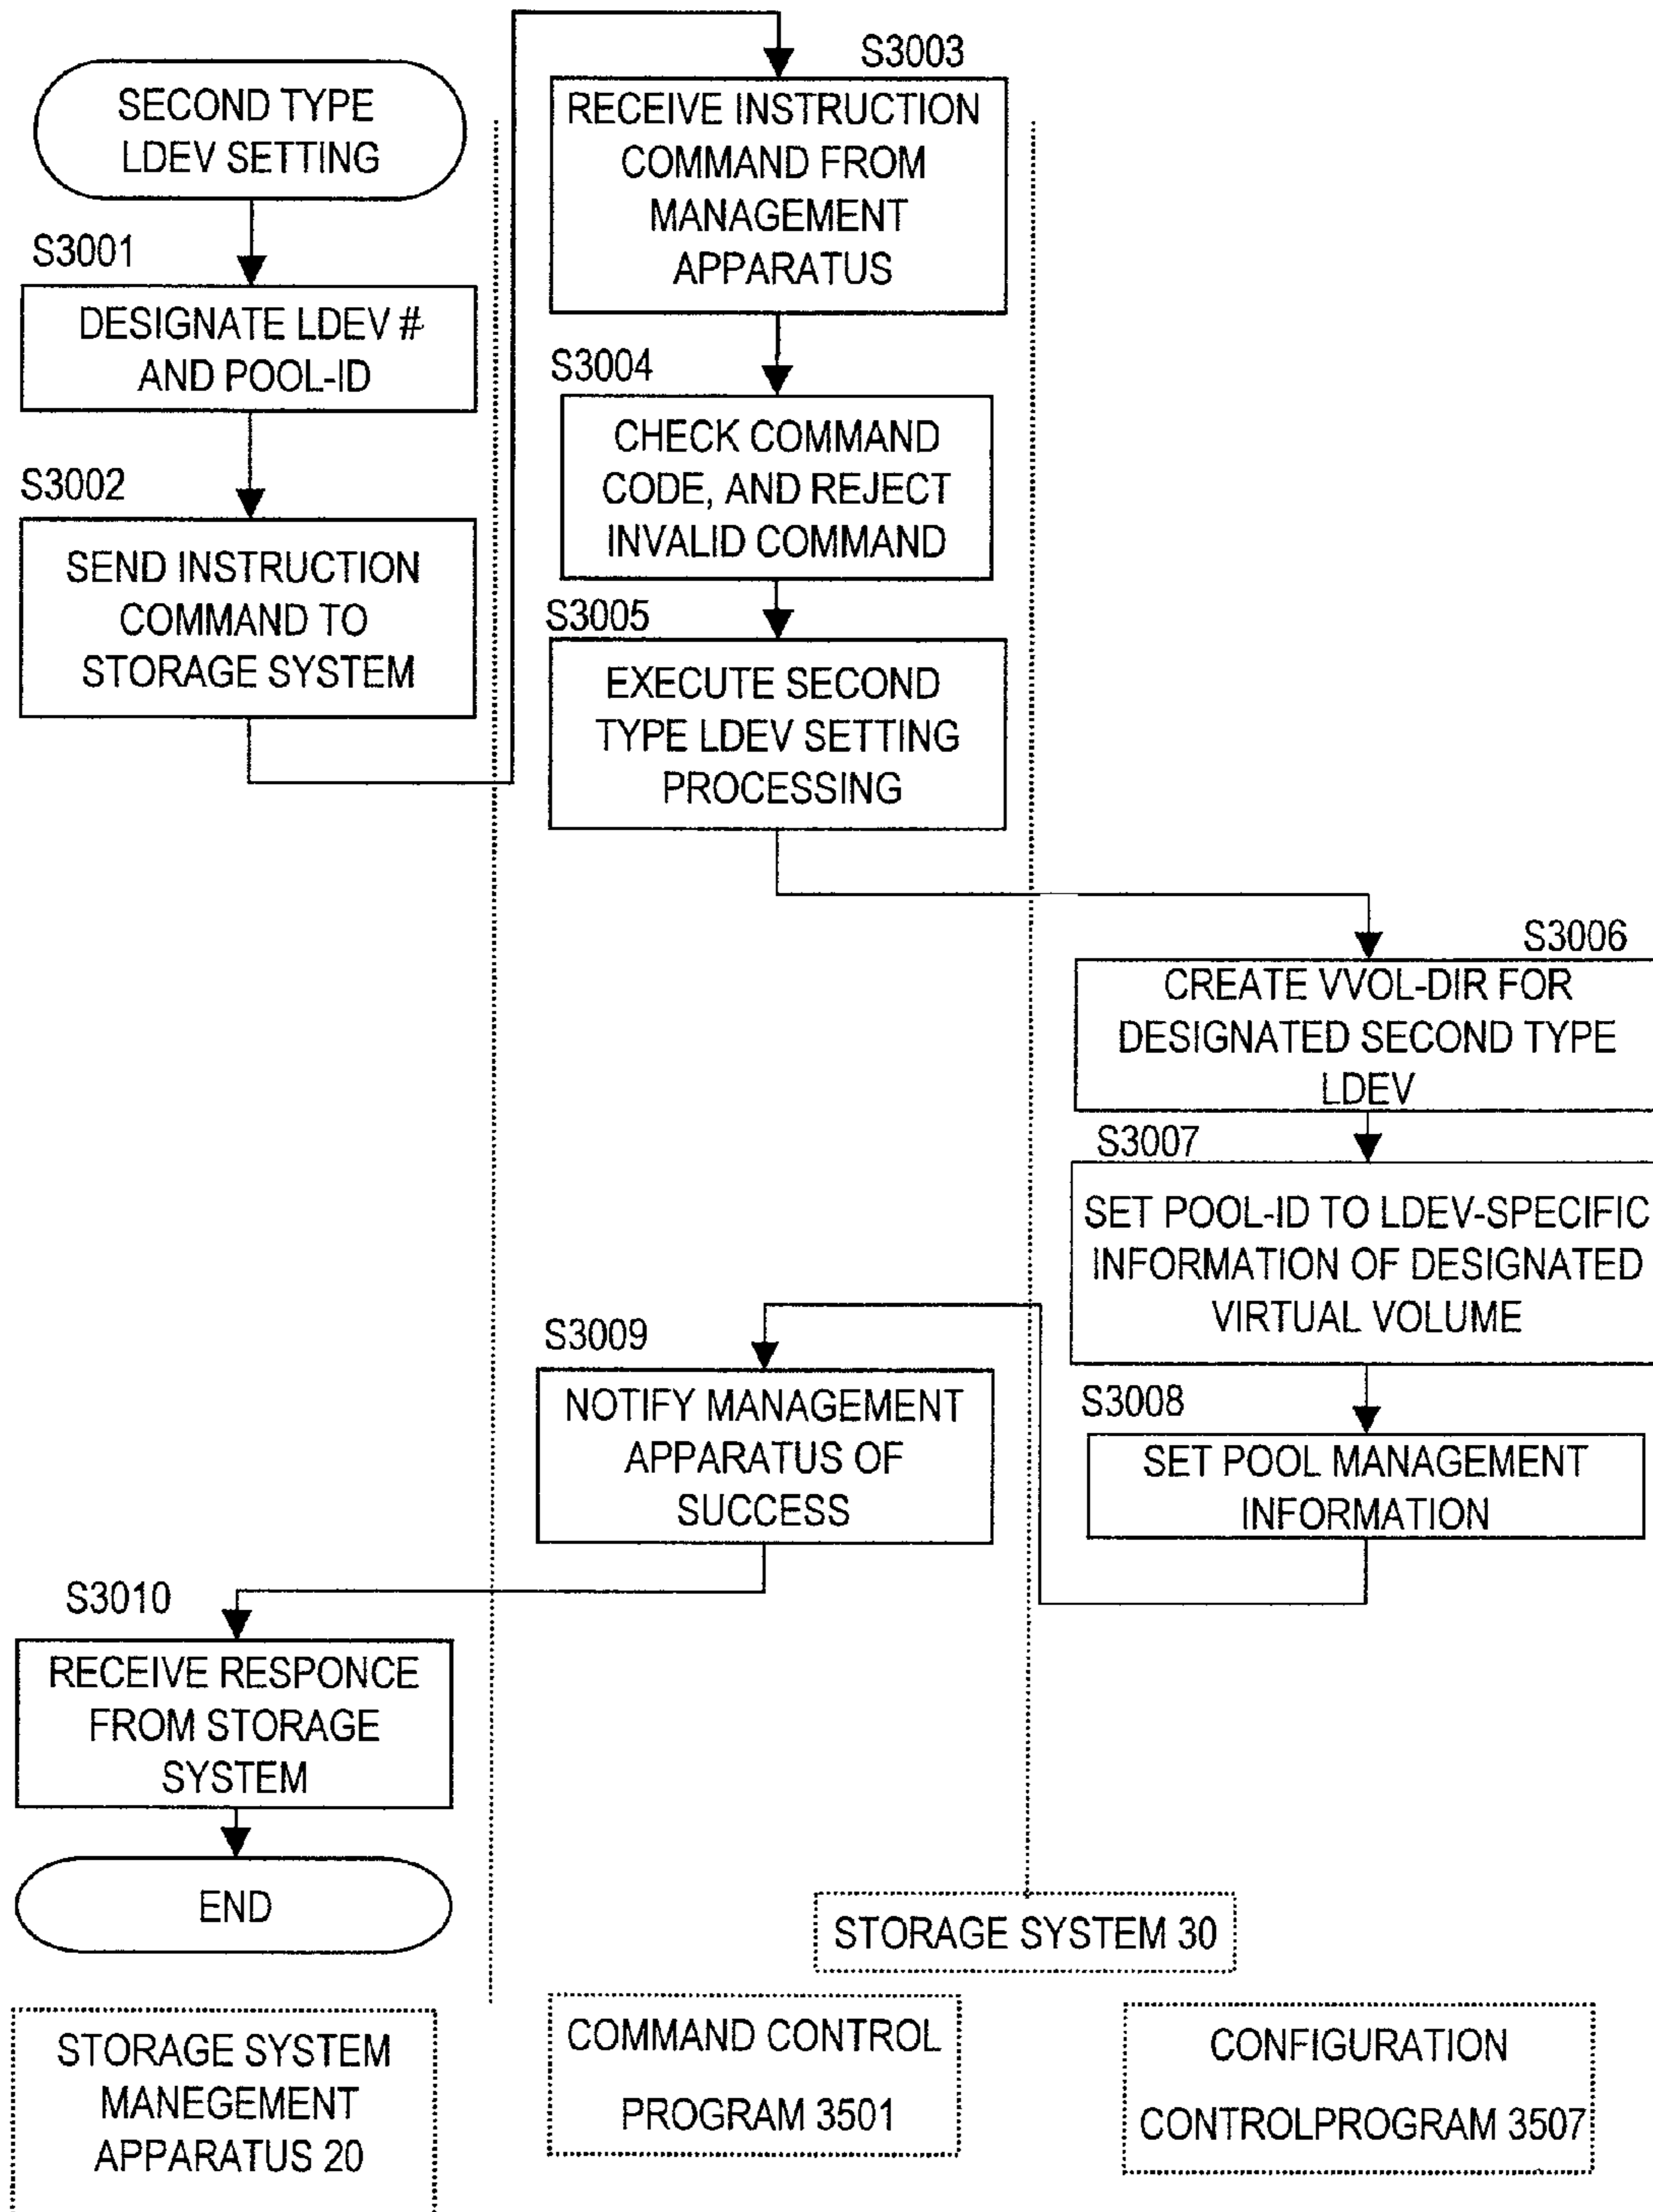 SECOND TYPE
LDEV SETTING
S3001
DESIGNATE LDEV #
AND POOL-ID
S3002
SEND INSTRUCTION
COMMAND TO
STORAGE SYSTEM
S3003
RECEIVE INSTRUCTION
COMMAND FROM
MANAGEMENT
APPARATUS
S3004
CHECK COMMAND
CODE, AND REJECT
INVALID COMMAND
S3005
EXECUTE SECOND
TYPE LDEV SETTING
PROCESSING
S3006
CREATE VVOL-DIR FOR
DESIGNATED SECOND TYPE
LDEV
S3007
SET POOL-ID TO LDEV-SPECIFIC
INFORMATION OF DESIGNATED
VIRTUAL VOLUME
S3008
SET POOL MANAGEMENT
INFORMATION
S3009
NOTIFY MANAGEMENT
APPARATUS OF
SUCCESS
S3010
RECEIVE RESPONCE
FROM STORAGE
SYSTEM
END
STORAGE SYSTEM 30
STORAGE SYSTEM
MANEGEMENT
APPARATUS 20
COMMAND CONTROL
PROGRAM 3501
CONFIGURATION
CONTROLPROGRAM 3507